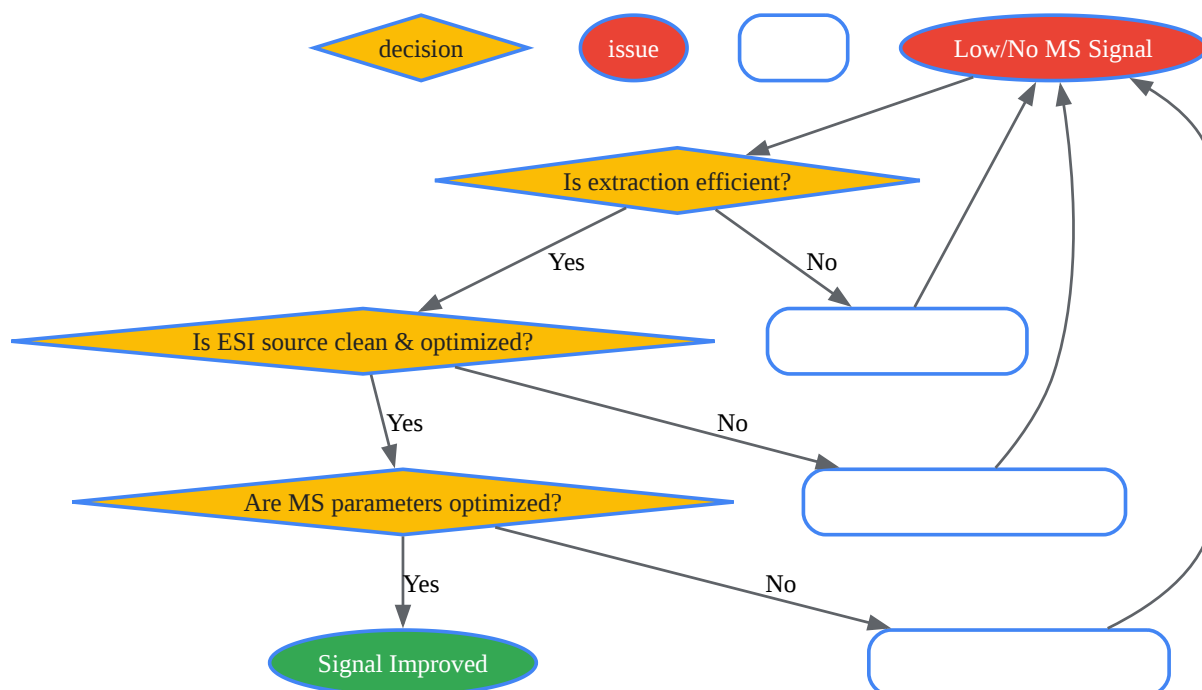 decision
issue
Low/No MS Signal
Is extraction efficient?
Yes
No
Is ESI source clean & optimized?
Yes
No
Are MS parameters optimized?
Yes
No
Signal Improved